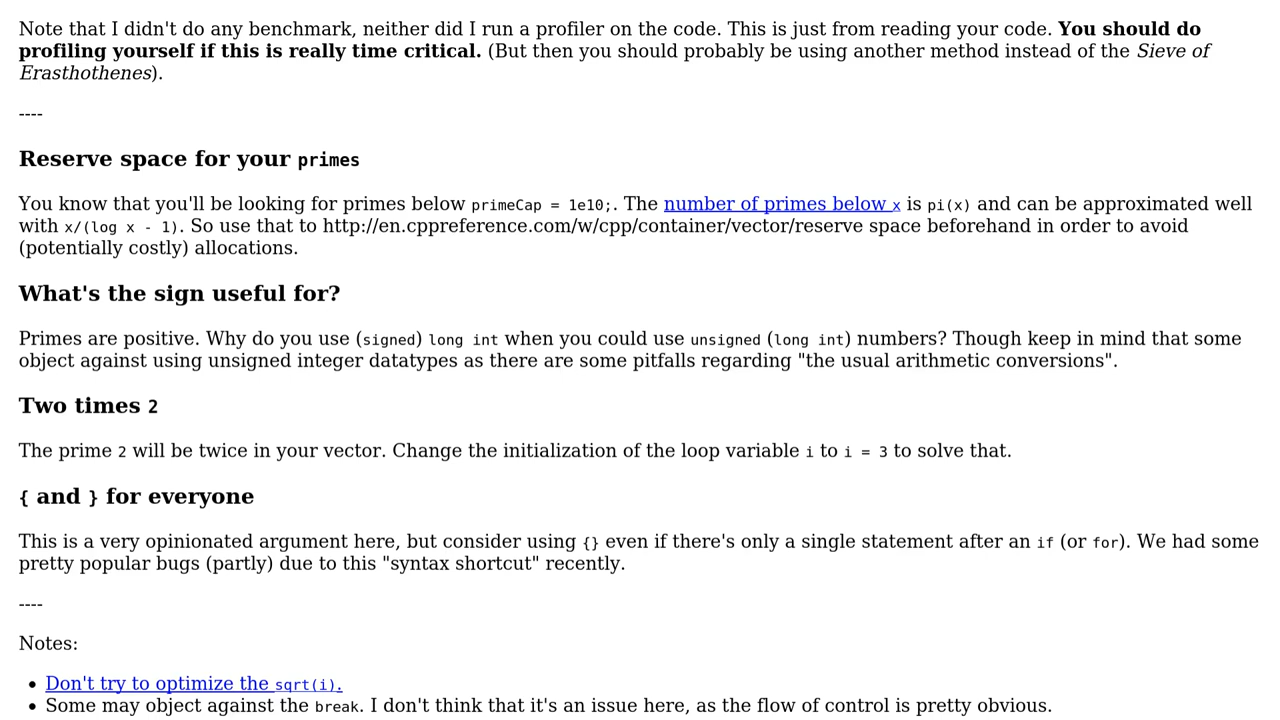 Note that I didn't do any benchmark, neither did I run a profiler on the code. This is just from reading your code. You should do
profiling yourself if this is really time critical. (But then you should probably be using another method instead of the Sieve of
Erasthothenes).
----
Reserve space for your primes
You know that you'll be looking for primes below primeCap = 1e10;. The number of primes below x is pi(x) and can be approximated well
with x/(log x - 1). So use that to http://en.cppreference.com/w/cpp/container/vector/reserve space beforehand in order to avoid
(potentially costly) allocations.
What's the sign useful for?
Primes are positive. Why do you use (signed) long int when you could use unsigned (long int) numbers? Though keep in mind that some
object against using unsigned integer datatypes as there are some pitfalls regarding "the usual arithmetic conversions".
Two times 2
The prime 2 will be twice in your vector. Change the initialization of the loop variable i to i = 3 to solve that.
{ and } for everyone
This is a very opinionated argument here, but consider using {} even if there's only a single statement after an if (or for). We had some
pretty popular bugs (partly) due to this "syntax shortcut" recently.
----
Notes:
• Don't try to optimize the sqrt(i).
• Some may object against the break. I don't think that it's an issue here, as the flow of control is pretty obvious.